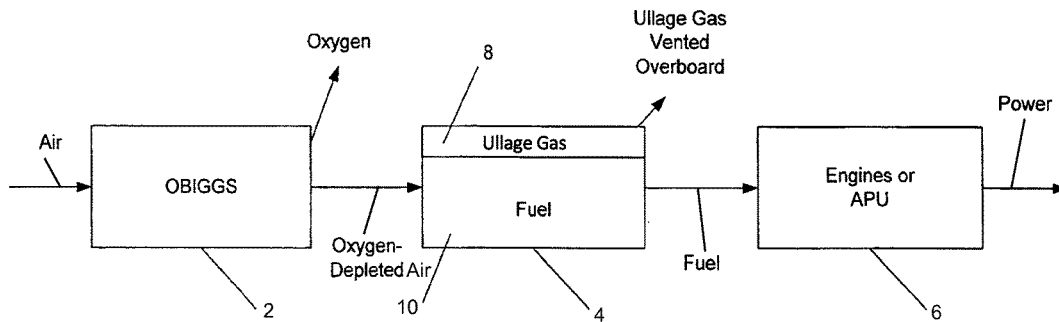 Oxygen
8
Ullage Gas
Vented
Overboard
Air
Power
OBIGGS
Ullage Gas
Fuel
Engines or
APU
Oxygen-
Depleted Air
Fuel
2
10
4
6